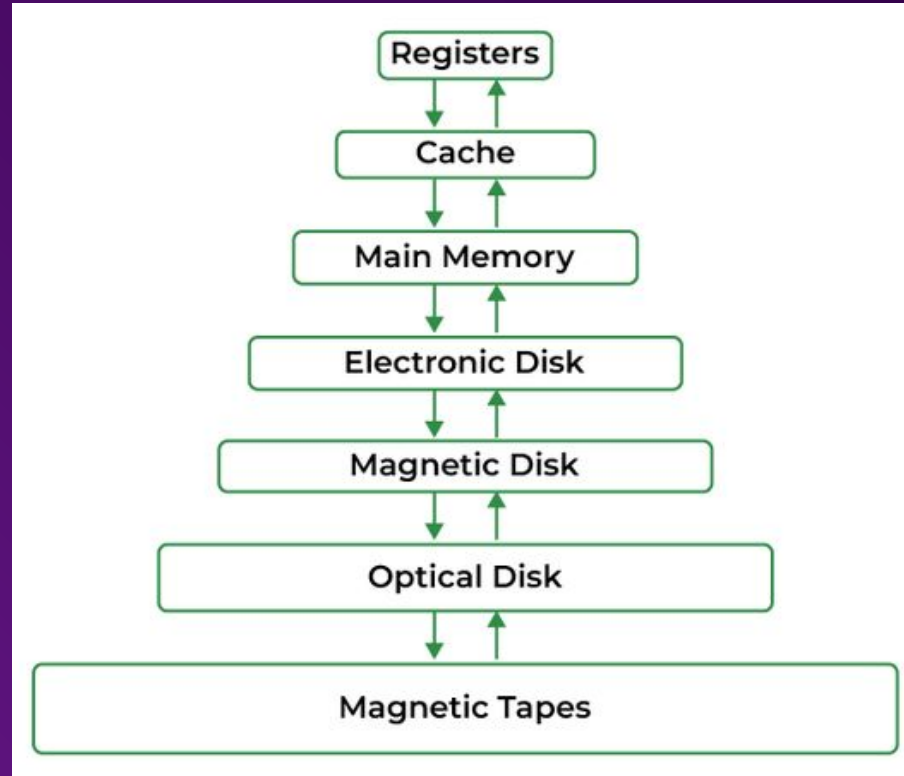 Registers
Cache
Main Memory
Electronic Disk
Magnetic Disk
Optical Disk
Magnetic Tapes